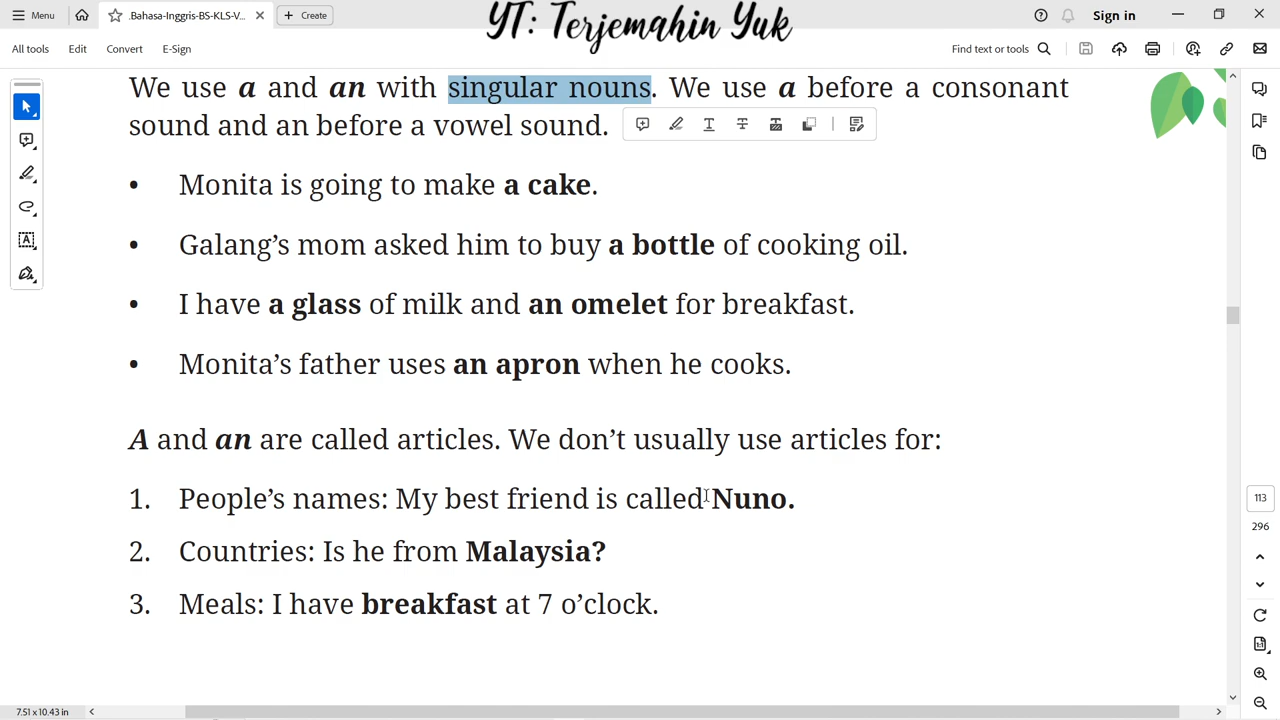 Menu
.Bahasa-Inggris-BS-KLS-V...
Create
YT: Terjemahin Yuk
Sign in
All tools
Edit
Convert
E-Sign
Find text or tools
We use a and an with singular nouns. We use a before a consonant
sound and an before a vowel sound.
• Monita is going to make a cake.
• Galang’s mom asked him to buy a bottle of cooking oil.
• I have a glass of milk and an omelet for breakfast.
• Monita’s father uses an apron when he cooks.
A and an are called articles. We don’t usually use articles for:
1. People’s names: My best friend is called Nuno.
2. Countries: Is he from Malaysia?
3. Meals: I have breakfast at 7 o’clock.
113
296
7.51 x 10.43 in